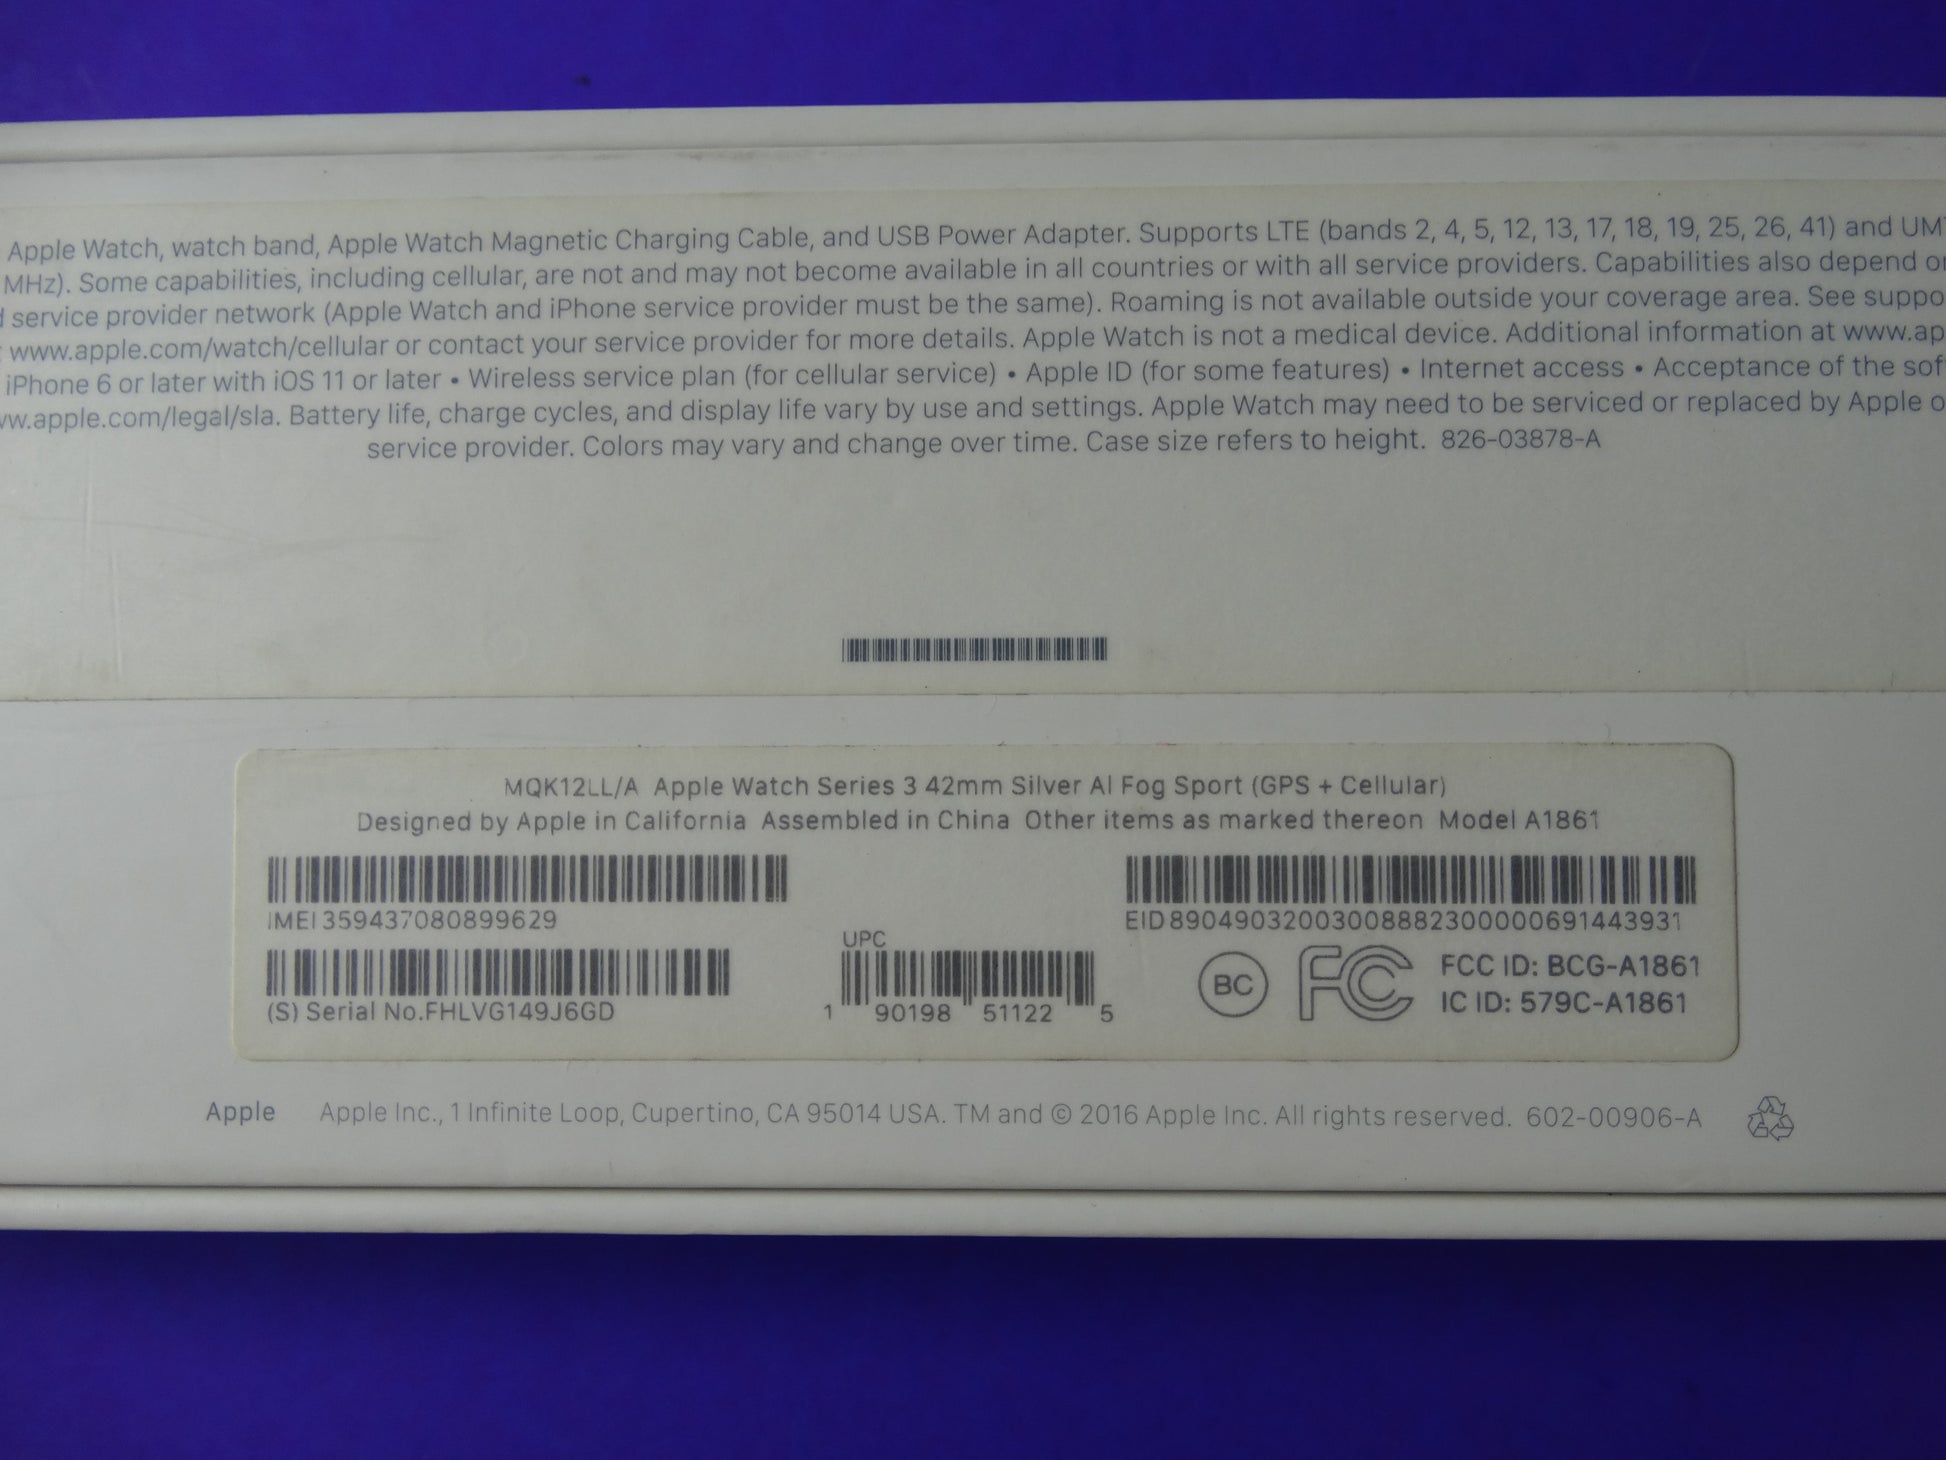 Apple Watch, watch band, Apple Watch Magnetic Charging Cable, and USB Power Adapter. Supports LTE (bands 2, 4, 5, 12, 13, 17, 18, 19, 25, 26, 41) and
MHz). Some capabilities, including cellular, are not and may not become available in all countries or with all service providers. Capabilities also depend
service provider network (Apple Watch and iPhone service provider must be the same). Roaming is not available outside your coverage area. See
www.apple.com/watch/cellular or contact your service provider for more details. Apple Watch is not a medical device. Additional information at www.ap
iPhone 6 or later with iOS 11 or later • Wireless service plan (for cellular service) • Apple ID (for some features) • Internet access • Acceptance of the
w.apple.com/legal/sla. Battery life, charge cycles, and display life vary by use and settings. Apple Watch may need to be serviced or replaced by Apple
service provider. Colors may vary and change over time. Case size refers to height. 826-03878-A
MQK12LL/A Apple Watch Series 3 42mm Silver Al Fog Sport (GPS + Cellular)
Designed by Apple in California Assembled in China Other items as marked thereon Model A1861
IMEI 359437080899629
EID 89049032003008882300000691443931
UPC
(S) Serial No.FHLVG149J6GD
1 90198 51122 5
BC FC FCC ID: BCG-A1861
IC ID: 579C-A1861
Apple Apple Inc., 1 Infinite Loop, Cupertino, CA 95014 USA. TM and © 2016 Apple Inc. All rights reserved. 602-00906-A